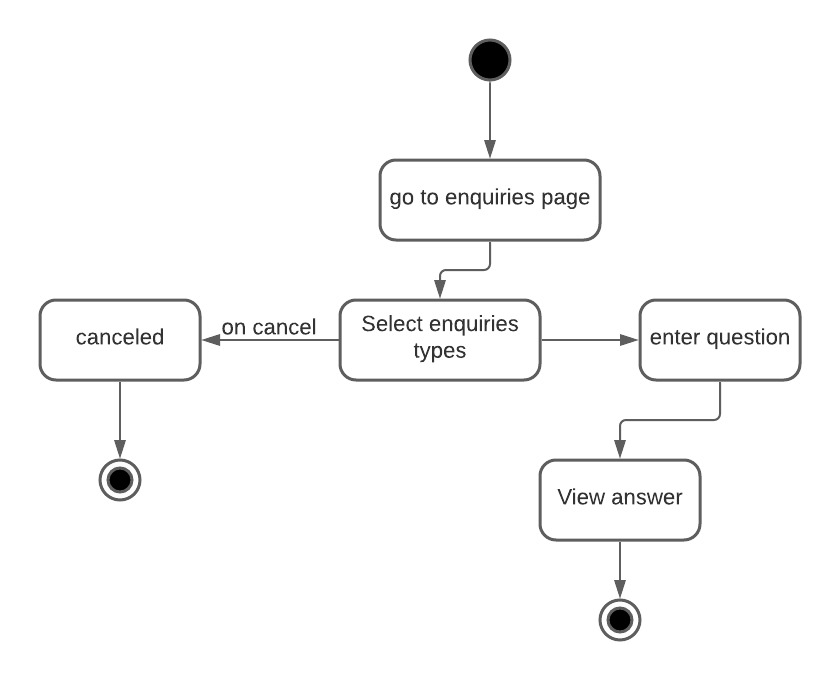 go to enquiries page
canceled
on cancel
Select enquiries
types
enter question
View answer